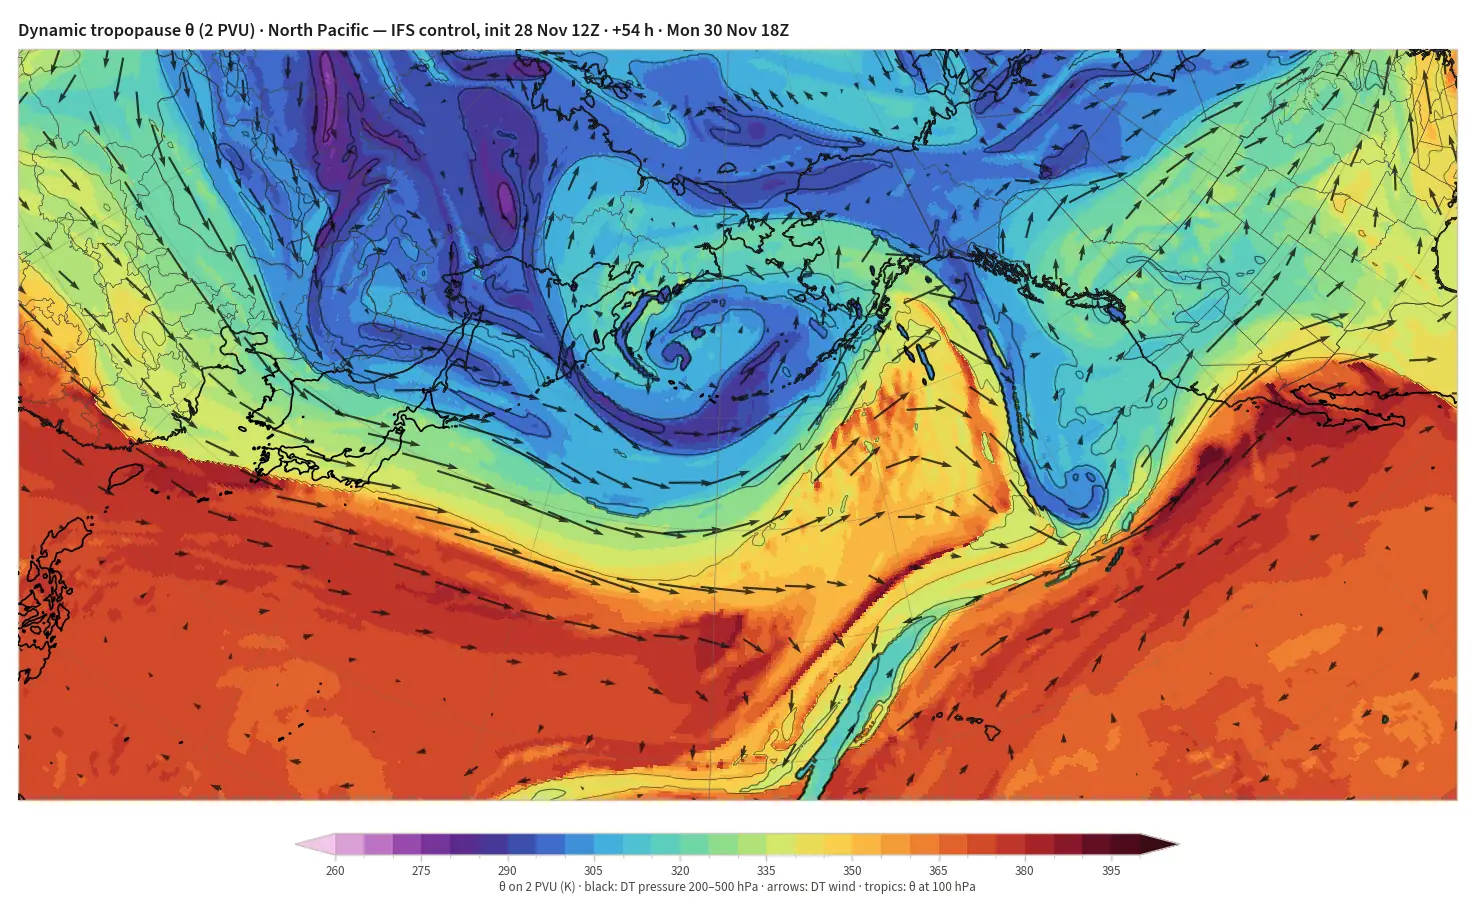 Dynamic tropopause θ (2 PVU) · North Pacific — IFS control, init 28 Nov 12Z · +54 h · Mon 30 Nov 18Z
260 275 290 305 320 335 350 365 380 395
θ on 2 PVU (K) · black: DT pressure 200–500 hPa · arrows: DT wind · tropics: θ at 100 hPa